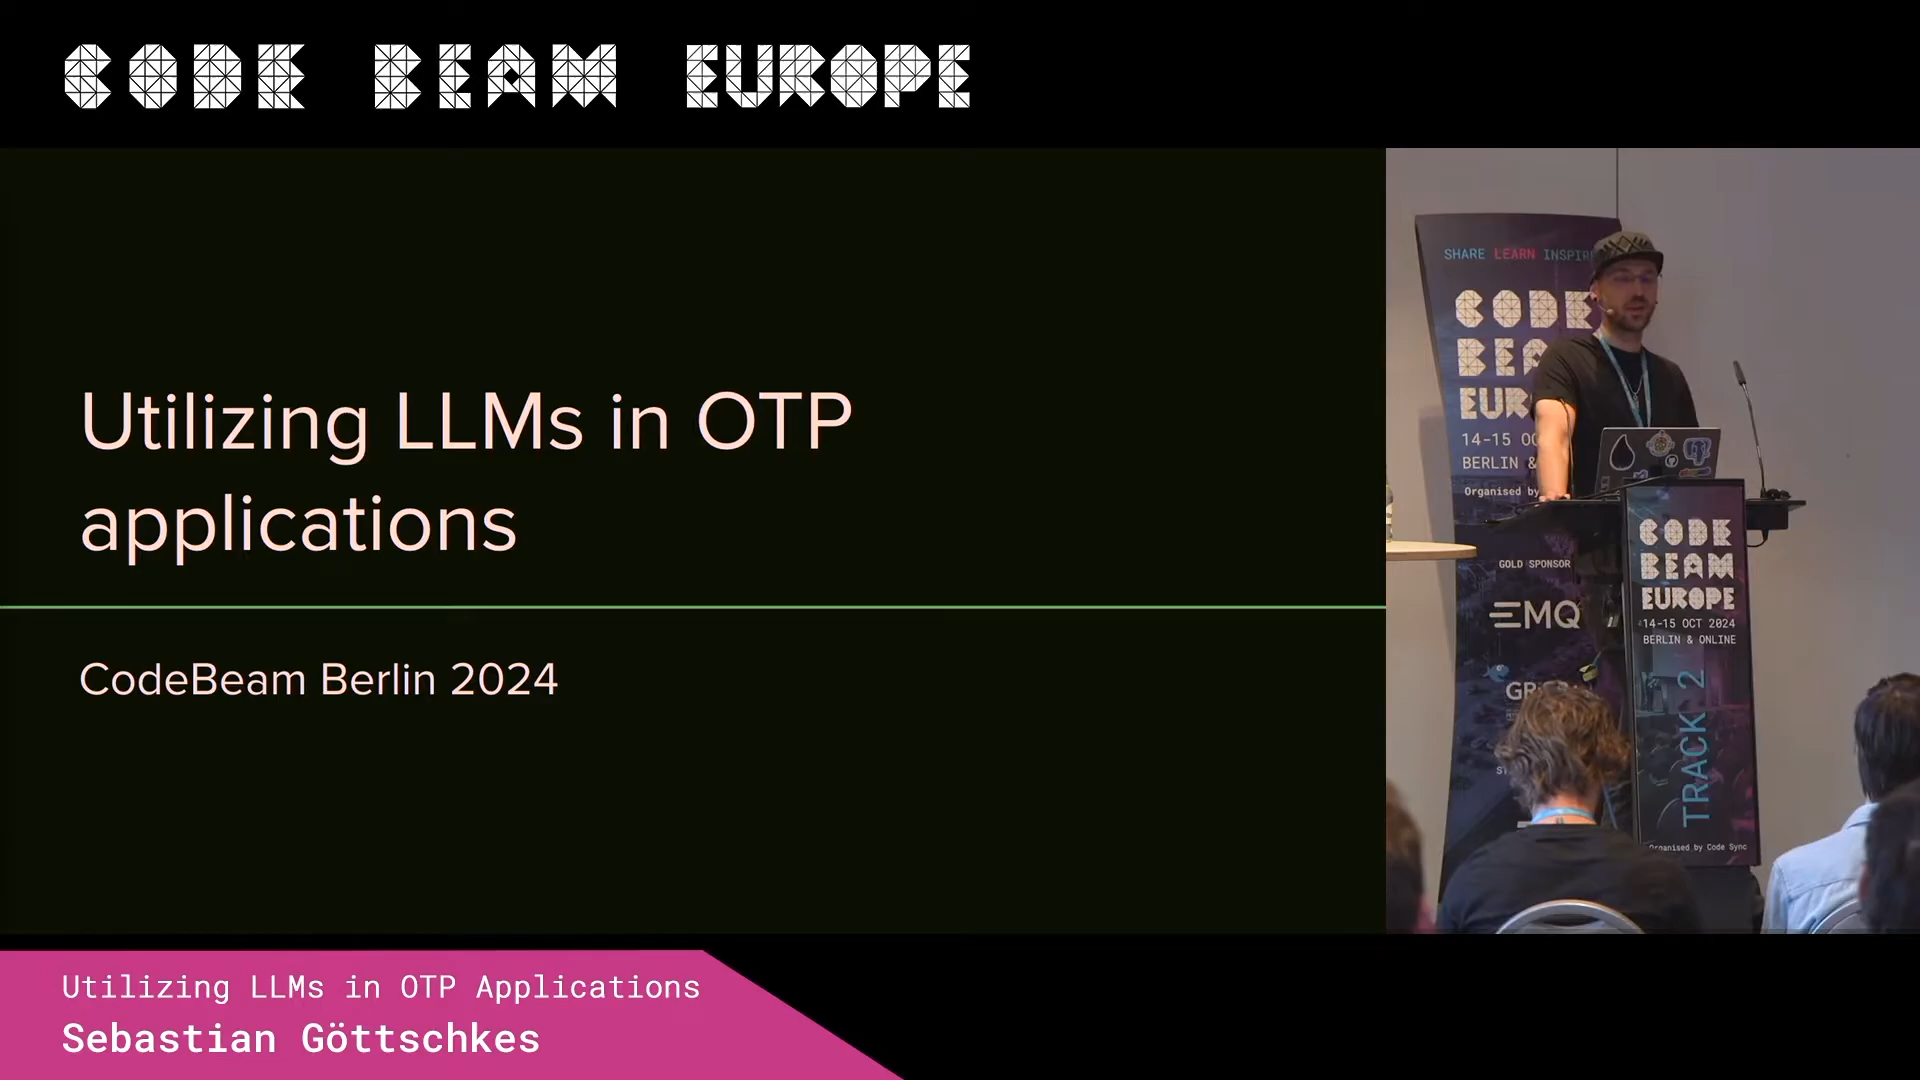 CODE BEAM EUROPE
Utilizing LLMs in OTP
applications
CodeBeam Berlin 2024
SHARE LEARN
CODE
14-15
BERLIN &
Organised by
GOLD SPONSOR
EMQ
CODE
BEAM
EUROPE
14-15 OCT 2024
BERLIN & ONLINE
TRACK 2
Organised by Code Sync
Utilizing LLMs in OTP Applications
Sebastian Göttschkes